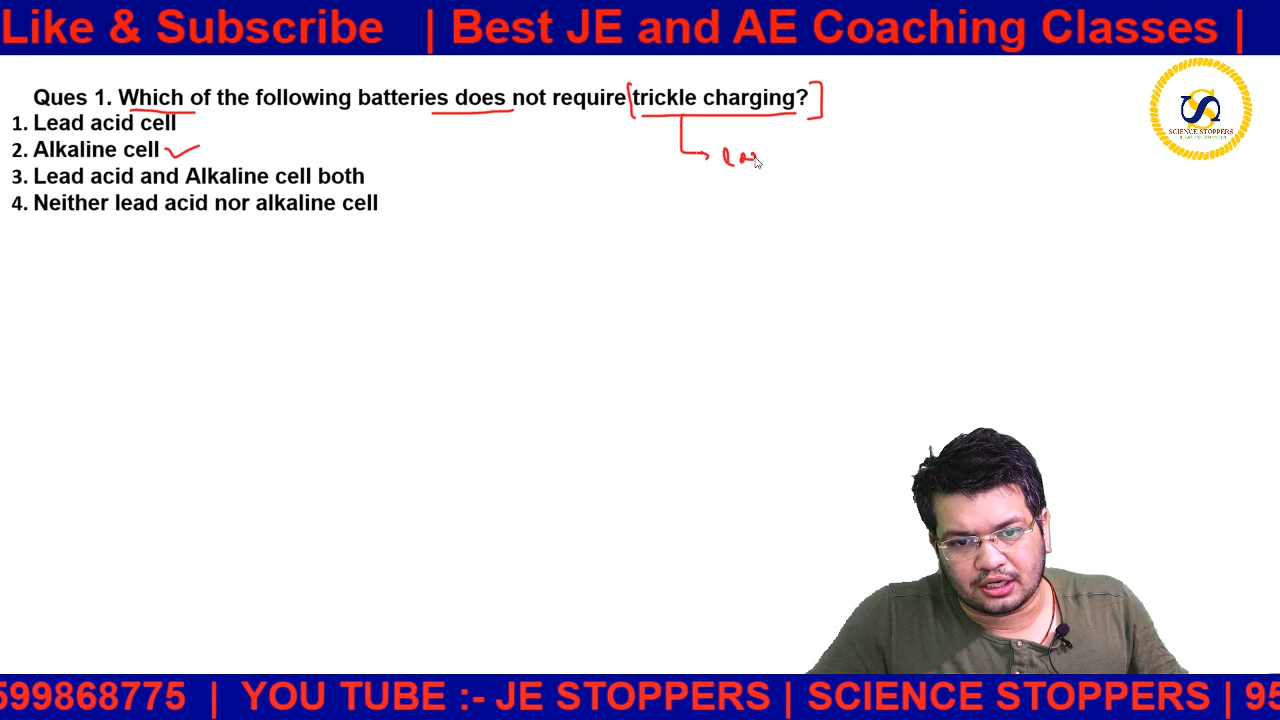 Like & Subscribe | Best JE and AE Coaching Classes |
Ques 1. Which of the following batteries does not require trickle charging?
1. Lead acid cell
2. Alkaline cell
3. Lead acid and Alkaline cell both
4. Neither lead acid nor alkaline cell
SCIENCE STOPPERS
599868775 | YOU TUBE :- JE STOPPERS | SCIENCE STOPPERS | 95